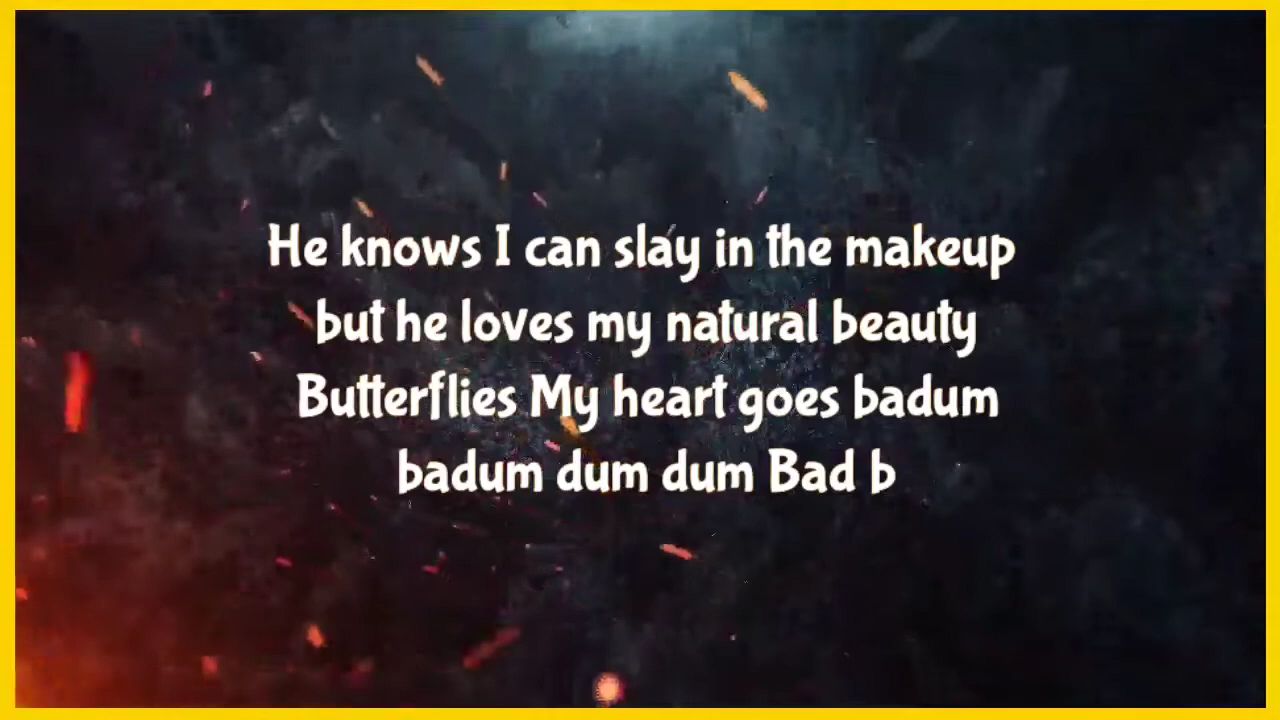 He knows I can slay in the makeup
but he loves my natural beauty
Butterflies My heart goes badum
badum dum dum Bad b